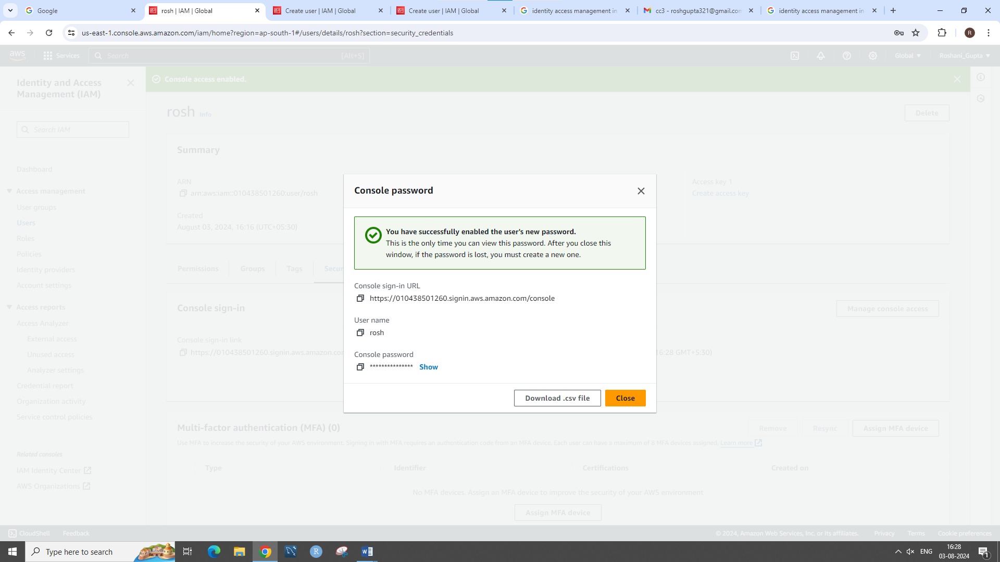 Google
rosh | IAM | Global
Create user | IAM | Global
Create user | IAM | Global
identity access management in
cc3 - roshgupta321@gmail.com
identity access management in
us-east-1.console.aws.amazon.com/iam/home?region=ap-south-1#/users/details/rosh?section=security_credentials
R
aws
Services
Search
[Alt+S]
Global
Roshani_Gupta
Identity and Access
Management (IAM)
Search IAM
Dashboard
Access management
User groups
Users
Roles
Policies
Identity providers
Account settings
Access reports
Access Analyzer
External access
Unused access
Analyzer settings
Credential report
Organization activity
Service control policies
Related consoles
IAM Identity Center
AWS Organizations
Console access enabled.
rosh Info
Delete
Summary
ARN
arn:aws:iam::010438501260:user/rosh
Created
August 03, 2024, 16:16 (UTC+05:30)
Access key 1
Create access key
Permissions
Groups
Tags
Secur
Console sign-in
Manage console access
Console sign-in link
https://010438501260.signin.aws.amazon.cor
16:28 GMT+5:30)
Console password
You have successfully enabled the user's new password.
This is the only time you can view this password. After you close this
window, if the password is lost, you must create a new one.
Console sign-in URL
https://010438501260.signin.aws.amazon.com/console
User name
rosh
Console password
*************** Show
Download .csv file
Close
Multi-factor authentication (MFA) (0)
Remove
Resync
Assign MFA device
Use MFA to increase the security of your AWS environment. Signing in with MFA requires an authentication code from an MFA device. Each user can have a maximum of 8 MFA devices assigned. Learn more
Type
Identifier
Certifications
Created on
No MFA devices. Assign an MFA device to improve the security of your AWS environment
Assign MFA device
CloudShell
Feedback
© 2024, Amazon Web Services, Inc. or its affiliates.
Privacy
Terms
Cookie preferences
Type here to search
R
W
ENG
16:28
03-08-2024
1